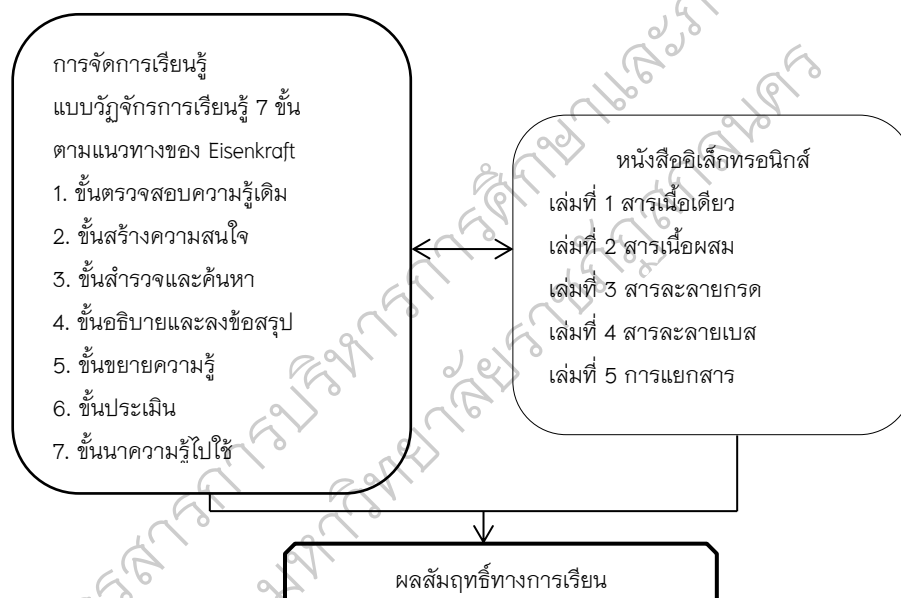 การจัดการเรียนรู้
แบบวัฏจักรการเรียนรู้ 7 ขั้น
ตามแนวทางของ Eisenkraft
1. ขั้นตรวจสอบความรู้เดิม
2. ขั้นสร้างความสนใจ
3. ขั้นสำรวจและค้นหา
4. ขั้นอธิบายและลงข้อสรุป
5. ขั้นขยายความรู้
6. ขั้นประเมิน
7. ขั้นนาความรู้ไปใช้
หนังสืออิเล็กทรอนิกส์
เล่มที่ 1 สารเนื้อเดียว
เล่มที่ 2 สารเนื้อผสม
เล่มที่ 3 สารละลายกรด
เล่มที่ 4 สารละลายเบส
เล่มที่ 5 การแยกสาร
ผลสัมฤทธิ์ทางการเรียน